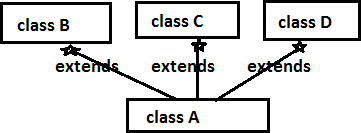 class B
class C
class D
extends
extends
extends
class A